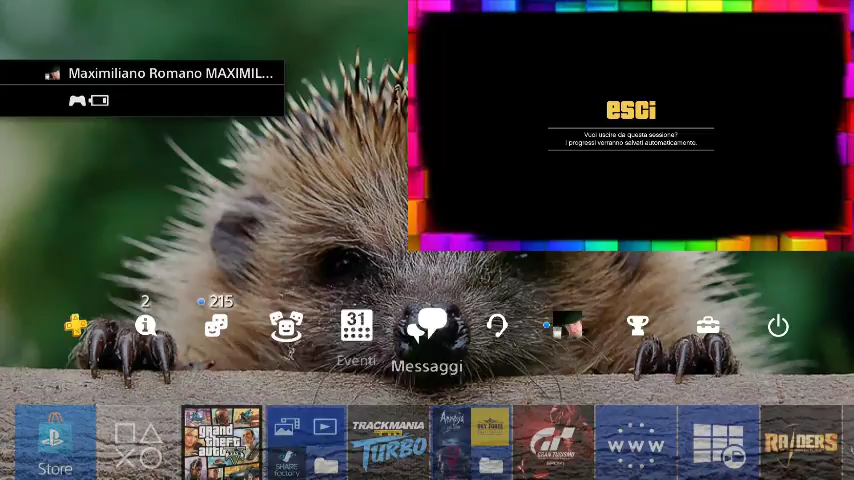 Maximiliano Romano MAXIMIL...
esci
Vuoi uscire da questa sessione?
I progressi verranno salvati automaticamente.
2
215
31
Eventi
Messaggi
Store
grand
theft
auto
SHARE
factory
TRACKMANIA
TURBO
GT
GRAN TURISMO
WWW
RAIDERS